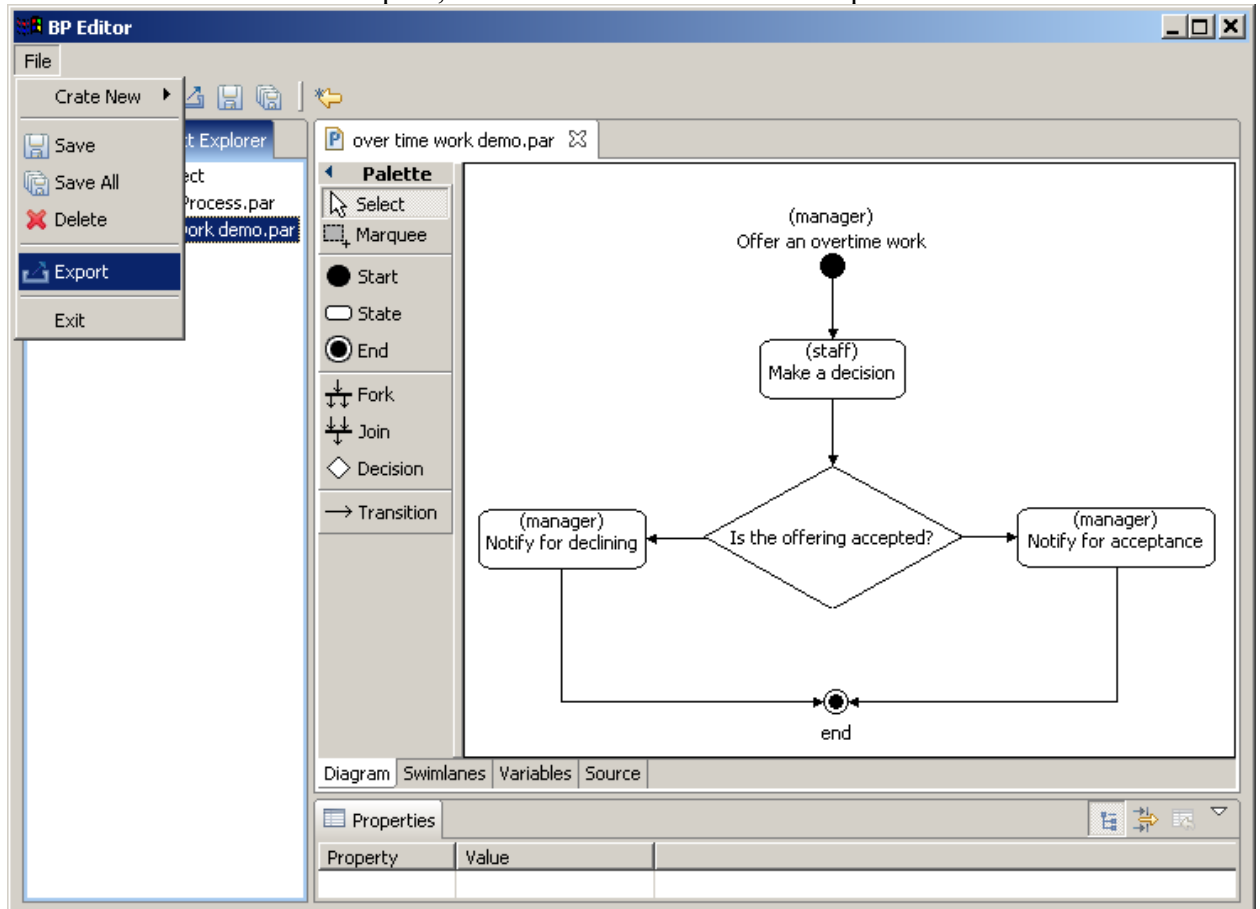 BP Editor
File
Crate New
Save
Save All
Delete
Export
Exit
t Explorer
ect
Process.par
ork demo.par
over time work demo.par
Palette
Select
Marquee
Start
State
End
Fork
Join
Decision
Transition
(manager)
Offer an overtime work
(staff)
Make a decision
Is the offering accepted?
(manager)
Notify for declining
(manager)
Notify for acceptance
end
Diagram Swimlanes Variables Source
Properties
Property Value